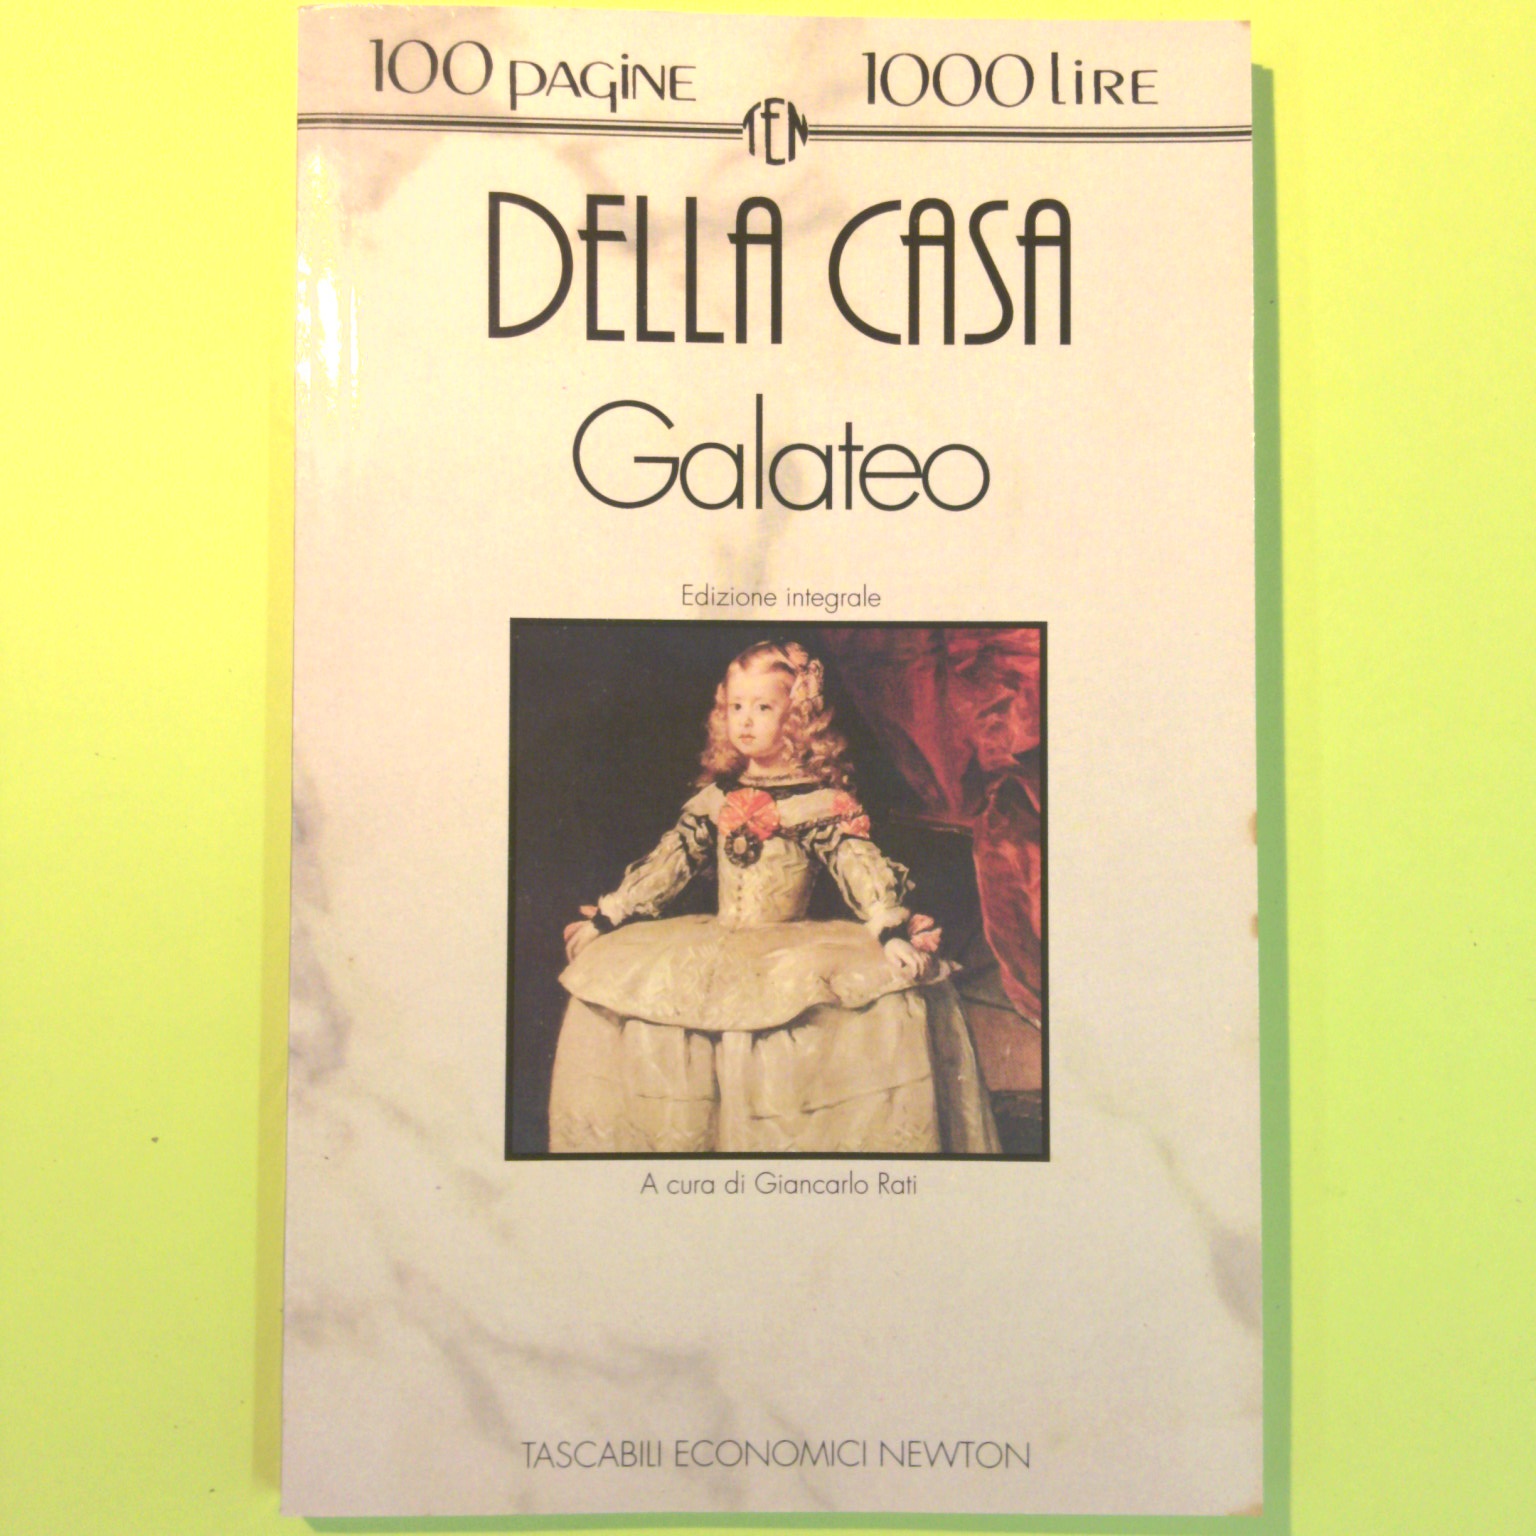 100 pagine 1000 lire
TEN
DELLA CASA
Galateo
Edizione integrale
A cura di Giancarlo Rati
TASCABILI ECONOMICI NEWTON